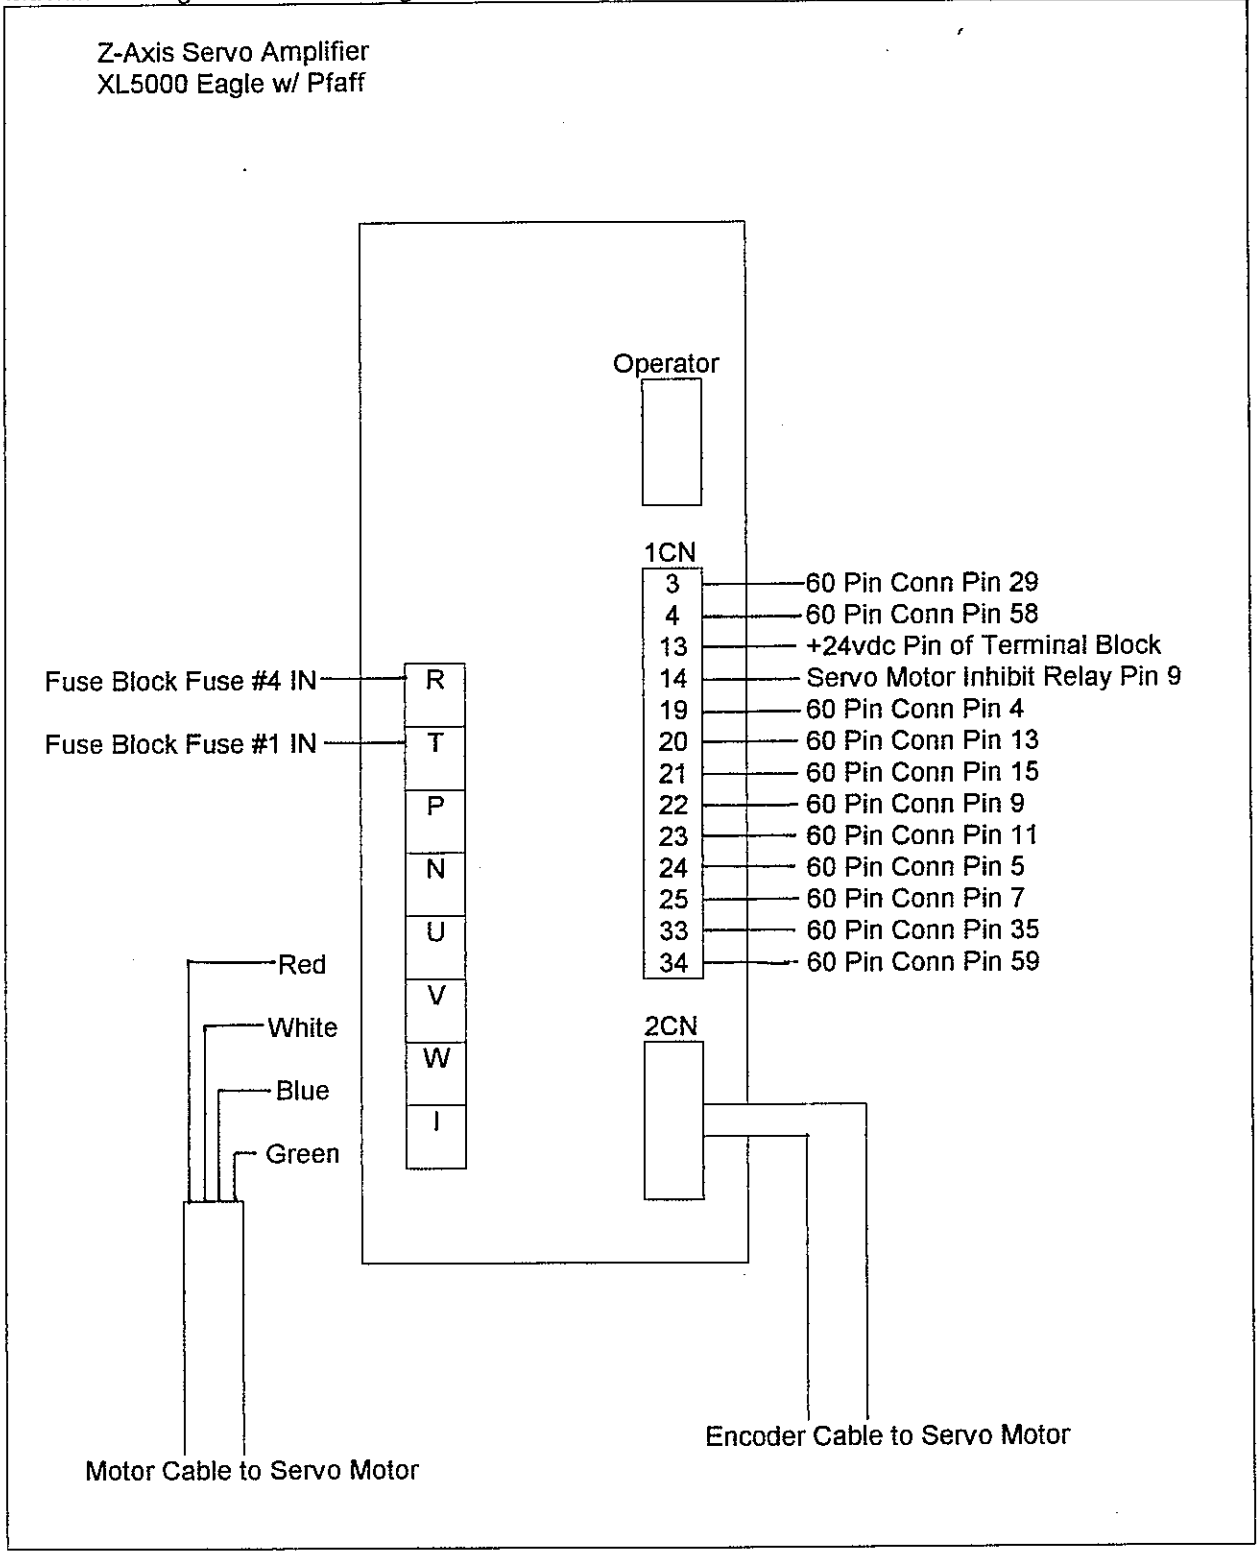 Z-Axis Servo Amplifier
XL5000 Eagle w/ Pfaff
Operator
1CN
3 60 Pin Conn Pin 29
4 60 Pin Conn Pin 58
13 +24vdc Pin of Terminal Block
14 Servo Motor Inhibit Relay Pin 9
19 60 Pin Conn Pin 4
20 60 Pin Conn Pin 13
21 60 Pin Conn Pin 15
22 60 Pin Conn Pin 9
23 60 Pin Conn Pin 11
24 60 Pin Conn Pin 5
25 60 Pin Conn Pin 7
33 60 Pin Conn Pin 35
34 60 Pin Conn Pin 59
Fuse Block Fuse #4 IN R
Fuse Block Fuse #1 IN T
P
N
U
V
W
I
Red
White
Blue
Green
2CN
Encoder Cable to Servo Motor
Motor Cable to Servo Motor